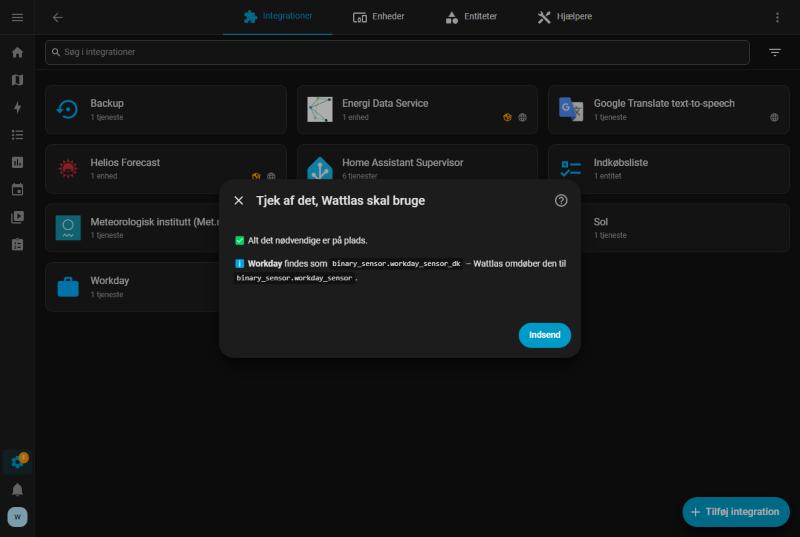 Integrationer
Enheder
Entiteter
Hjælpere
Søg i integrationer
Backup
1 tjeneste
Energi Data Service
1 enhed
Google Translate text-to-speech
1 tjeneste
Helios Forecast
1 enhed
Home Assistant Supervisor
6 tjenester
Indkøbsliste
1 entitet
Meteorologisk institutt (Met.n
1 tjeneste
Sol
1 tjeneste
Workday
1 tjeneste
Tjek af det, Wattlas skal bruge
Alt det nødvendige er på plads.
Workday findes som binary_sensor.workday_sensor_dk – Wattlas omdøber den til
binary_sensor.workday_sensor.
Indsend
1
W
Tilføj integration